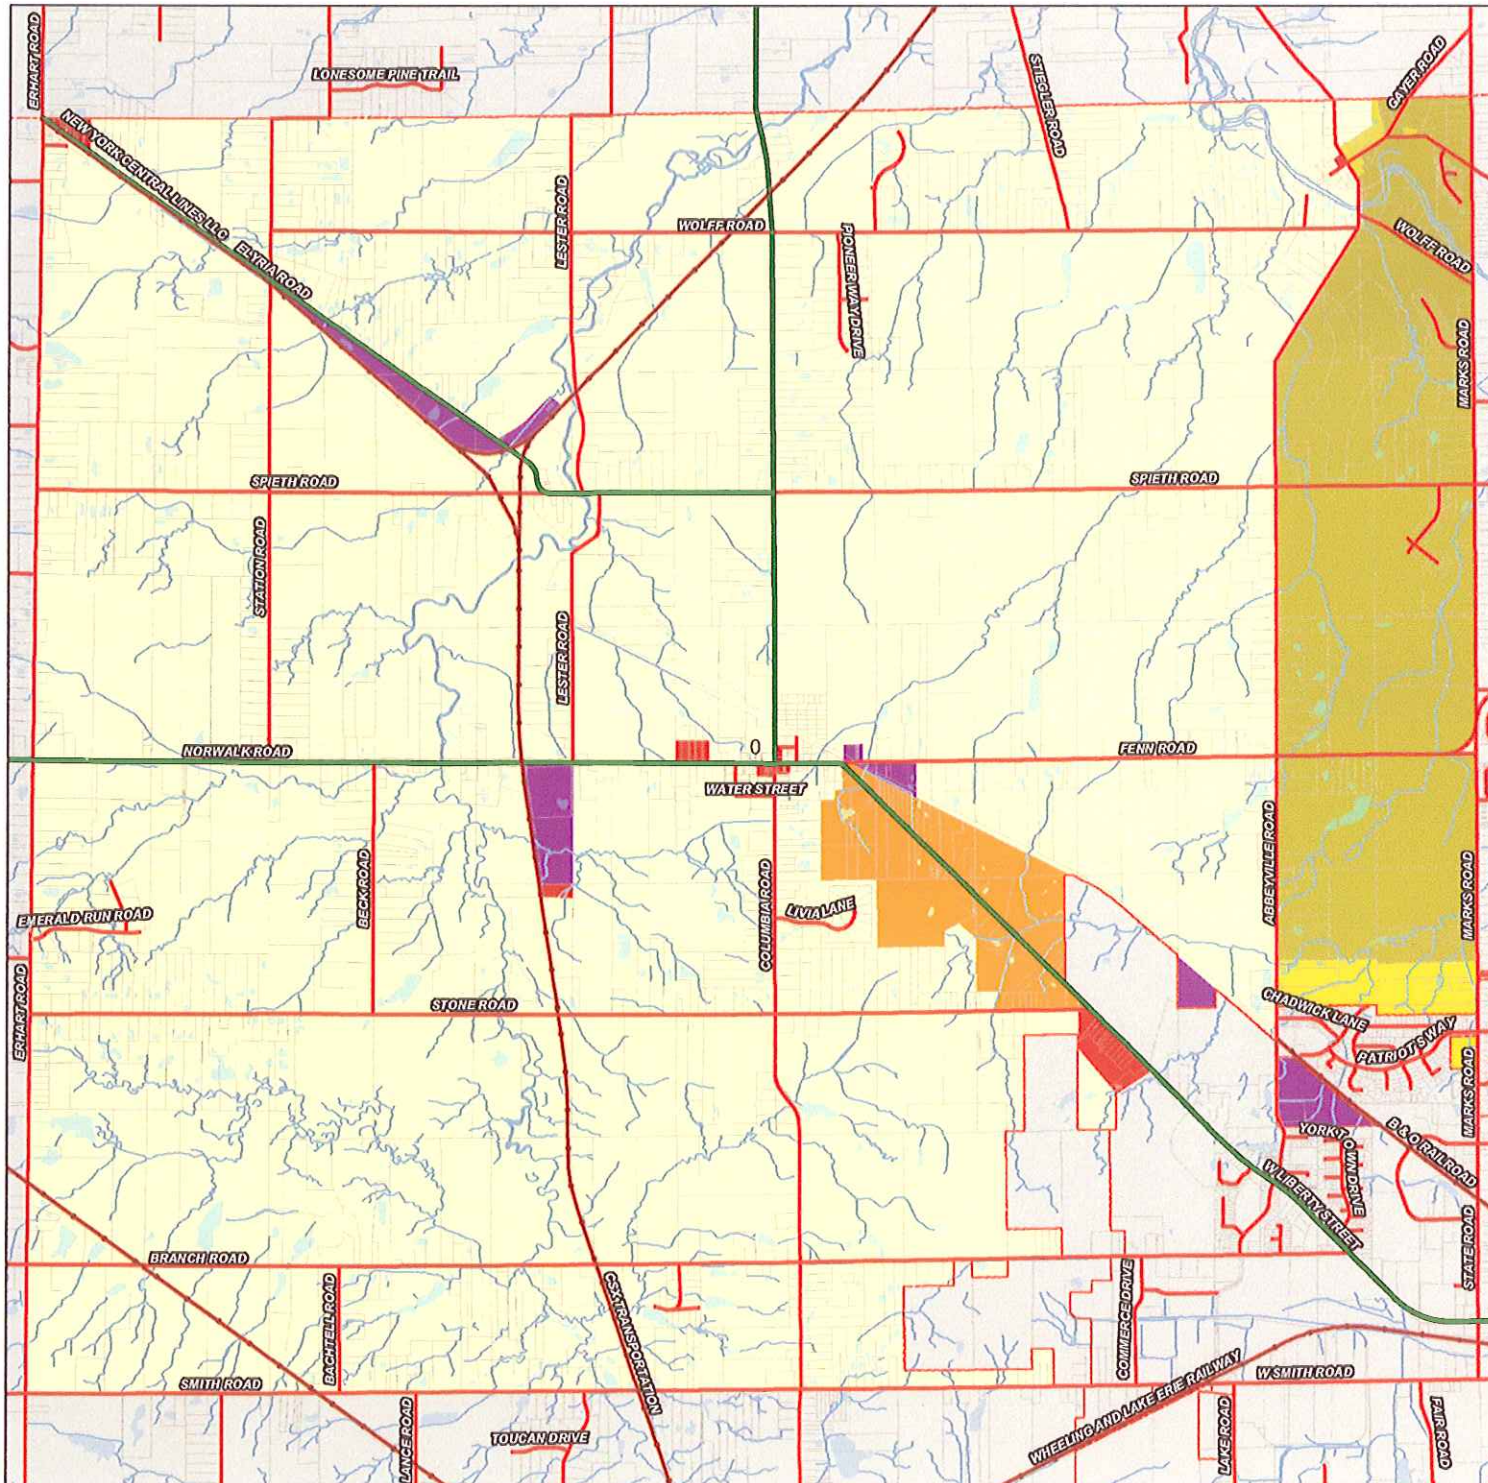 ERHART ROAD
LONESOME PINE TRAIL
STIEGLER ROAD
GAYER ROAD
NEW YORK CENTRAL LINES LLC
ELYRIA ROAD
LESTER ROAD
WOLFF ROAD
PIONEER WAY DRIVE
WOLFF ROAD
MARKS ROAD
SPIETH ROAD
SPIETH ROAD
STATION ROAD
LESTER ROAD
NORWALK ROAD
0
FENN ROAD
WATER STREET
BECK ROAD
COLUMBIA ROAD
LIVIA LANE
ABBEYVILLE ROAD
MARKS ROAD
EMERALD RUN ROAD
ERHART ROAD
STONE ROAD
CHADWICK LANE
PATRIOT'S WAY
MARKS ROAD
YORKTOWN DRIVE
B & O RAILROAD
W LIBERTY STREET
STATE ROAD
BRANCH ROAD
BACHTELL ROAD
CSX TRANSPORTATION
COMMERCE DRIVE
SMITH ROAD
W SMITH ROAD
WHEELING AND LAKE ERIE RAILWAY
LANCE ROAD
TOUCAN DRIVE
LAKE ROAD
FAIR ROAD